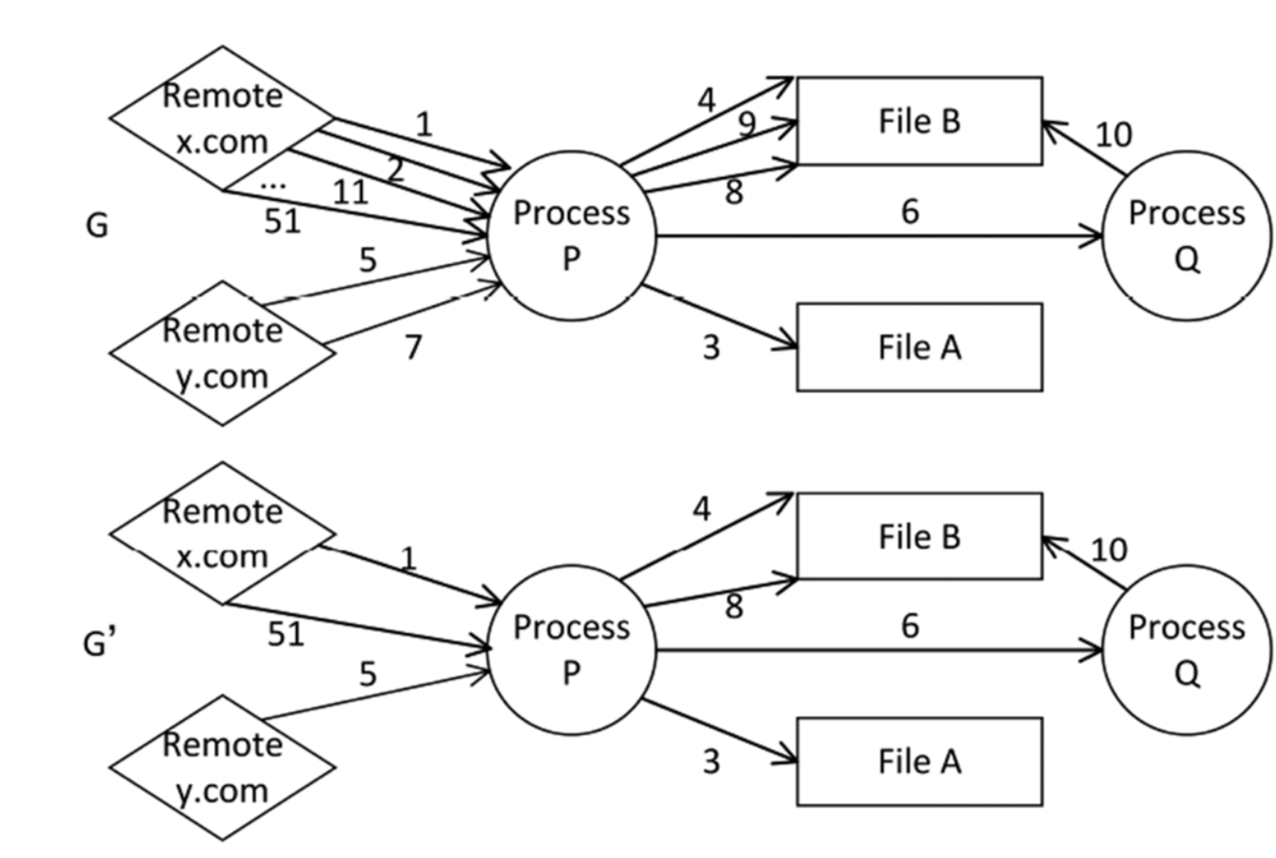 Remote
x.com
1
2
...
11
51
G
5
7
Remote
y.com
Process
P
4
9
8
File B
10
6
Process
Q
3
File A
Remote
x.com
1
51
G’
5
Remote
y.com
Process
P
4
8
File B
10
6
Process
Q
3
File A